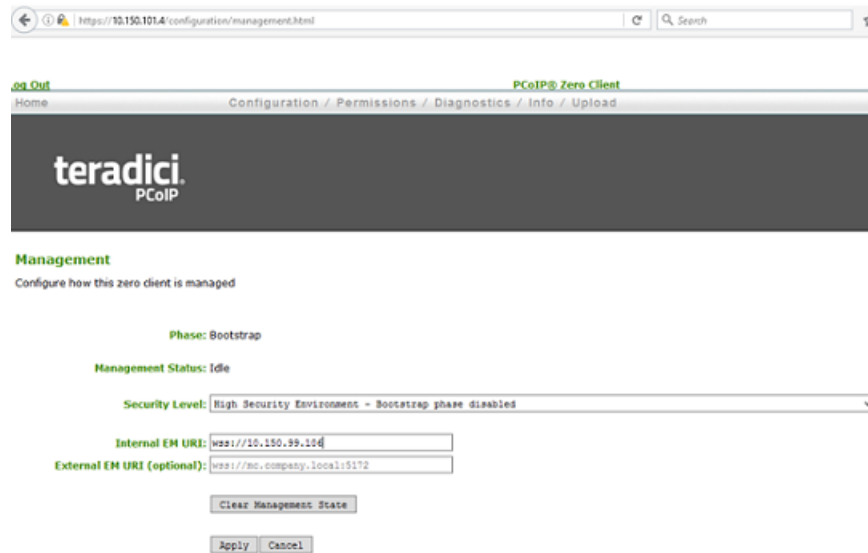 https://10.150.101.4/configuration/management.html Search
og Out PCoIP® Zero Client
Home Configuration / Permissions / Diagnostics / Info / Upload
teradici.
PCoIP
Management
Configure how this zero client is managed
Phase: Bootstrap
Management Status: Idle
Security Level: High Security Environment - Bootstrap phase disabled
Internal EM URI: wss://10.150.99.106
External EM URI (optional): wss://mc.company.local:5172
Clear Management State
Apply Cancel